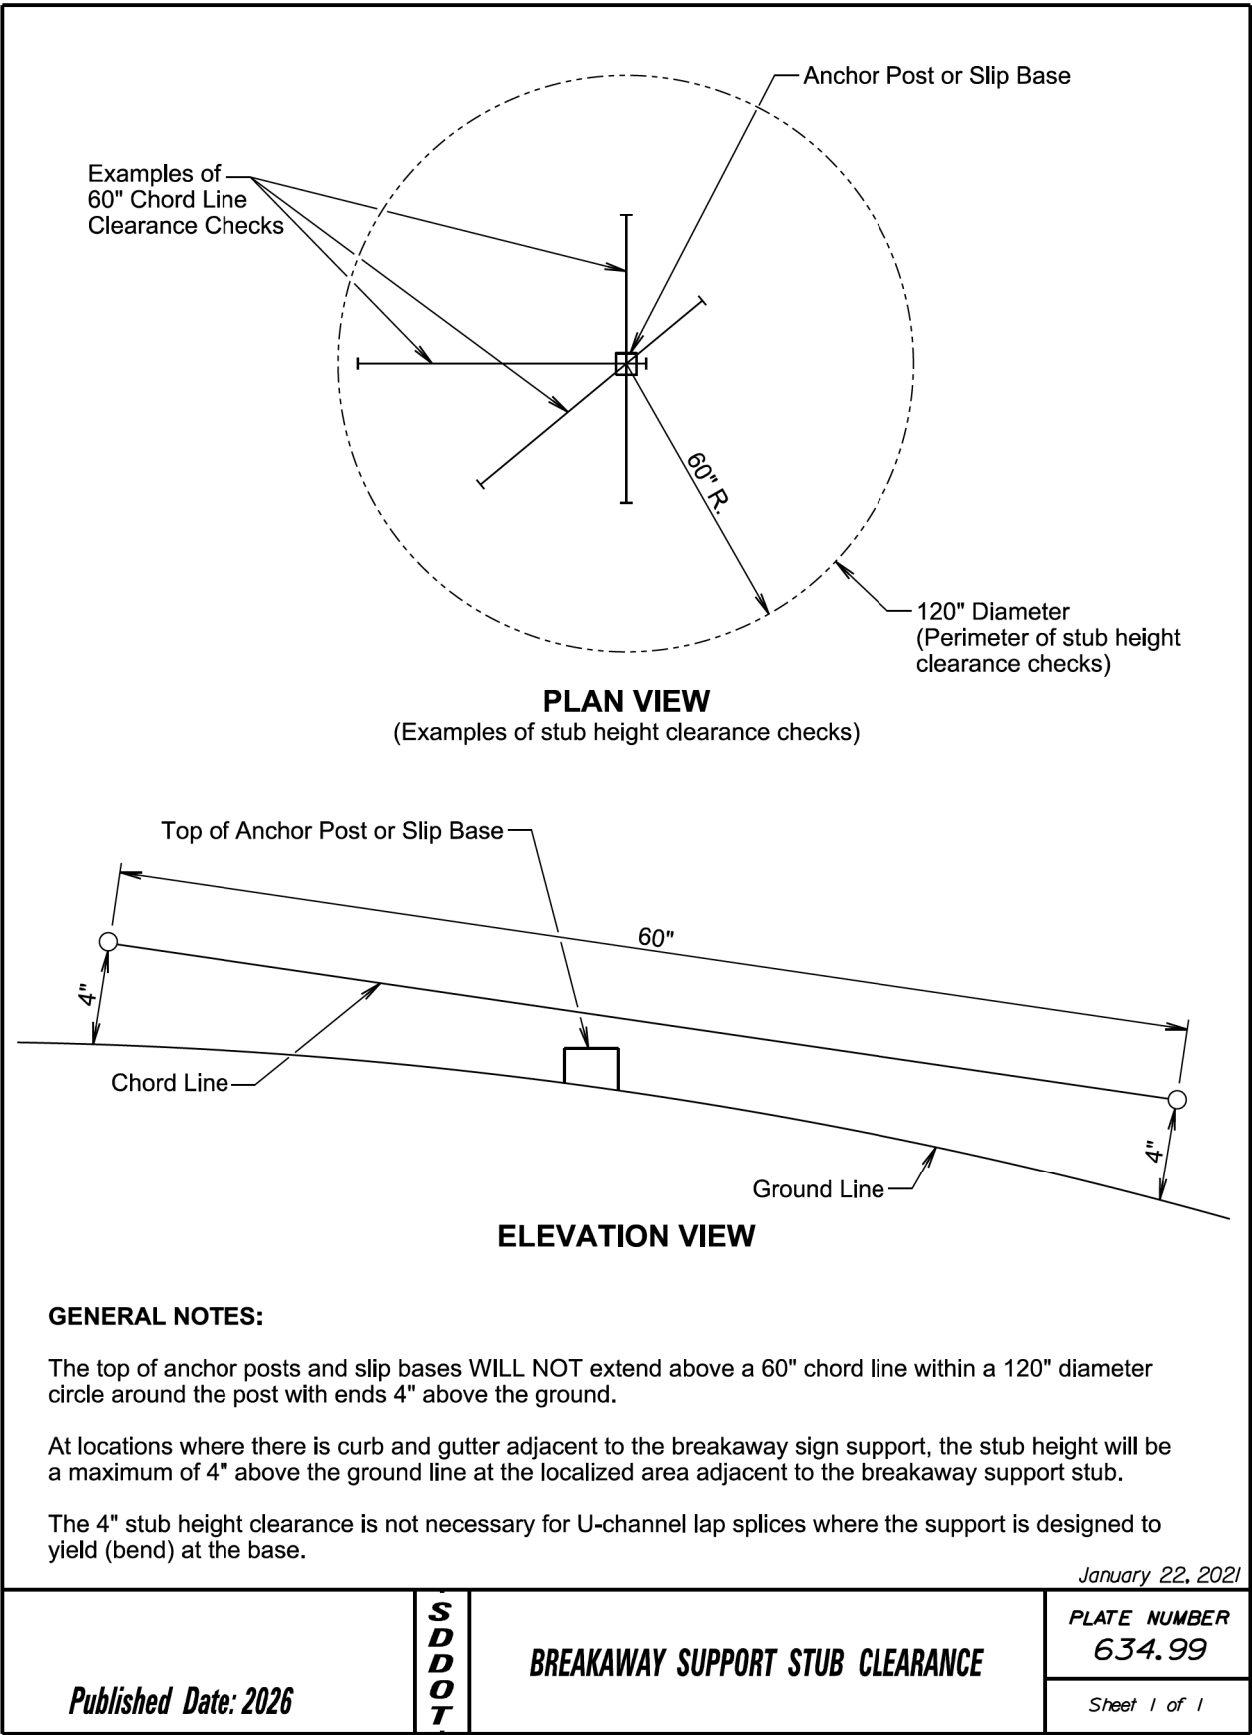 Anchor Post or Slip Base
Examples of
60" Chord Line
Clearance Checks
60" R.
120" Diameter
(Perimeter of stub height
clearance checks)
PLAN VIEW
(Examples of stub height clearance checks)
Top of Anchor Post or Slip Base
60"
4"
Chord Line
4"
Ground Line
ELEVATION VIEW
GENERAL NOTES:
The top of anchor posts and slip bases WILL NOT extend above a 60" chord line within a 120" diameter
circle around the post with ends 4" above the ground.
At locations where there is curb and gutter adjacent to the breakaway sign support, the stub height will be
a maximum of 4" above the ground line at the localized area adjacent to the breakaway support stub.
The 4" stub height clearance is not necessary for U-channel lap splices where the support is designed to
yield (bend) at the base.
January 22, 2021
Published Date: 2026
S
D
D
O
T
BREAKAWAY SUPPORT STUB CLEARANCE
PLATE NUMBER
634.99
Sheet 1 of 1